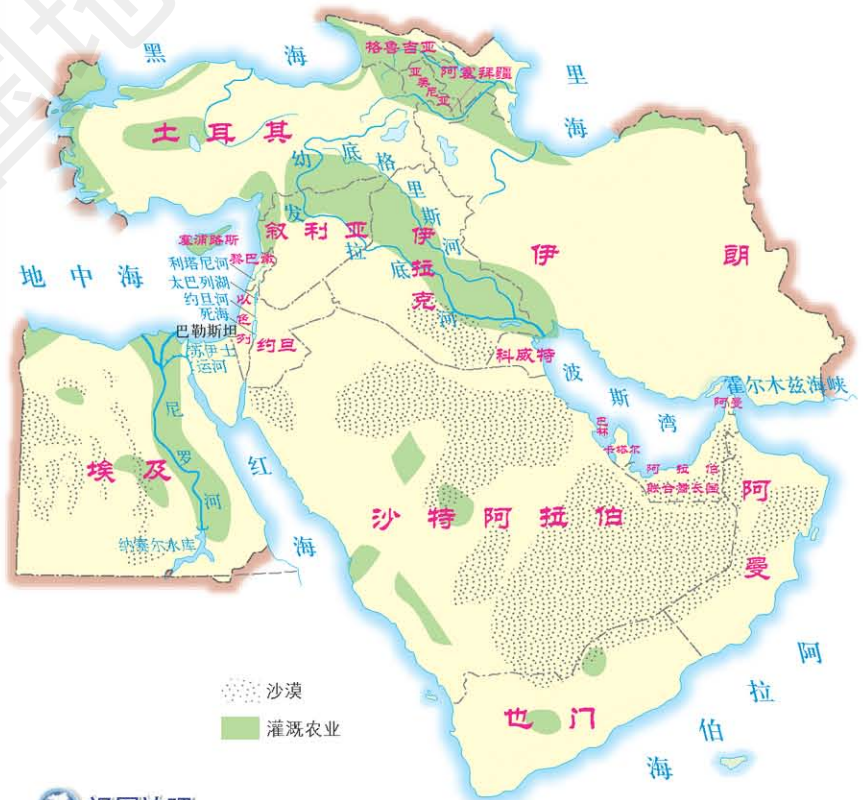 黑海
格鲁吉亚
亚美尼亚
阿塞拜疆
里海
土耳其
幼发拉底河
底格里斯河
塞浦路斯
叙利亚
黎巴嫩
伊拉克
伊朗
地中海
利塔尼河
太巴列湖
约旦河
死海
以色列
巴勒斯坦
约旦
苏伊士
运河
科威特
波斯湾
霍尔木兹海峡
阿曼
巴林
卡塔尔
阿拉伯
联合酋长国
尼罗河
埃及
红海
沙特阿拉伯
阿曼
纳赛尔水库
也门
阿拉伯海
沙漠
灌溉农业